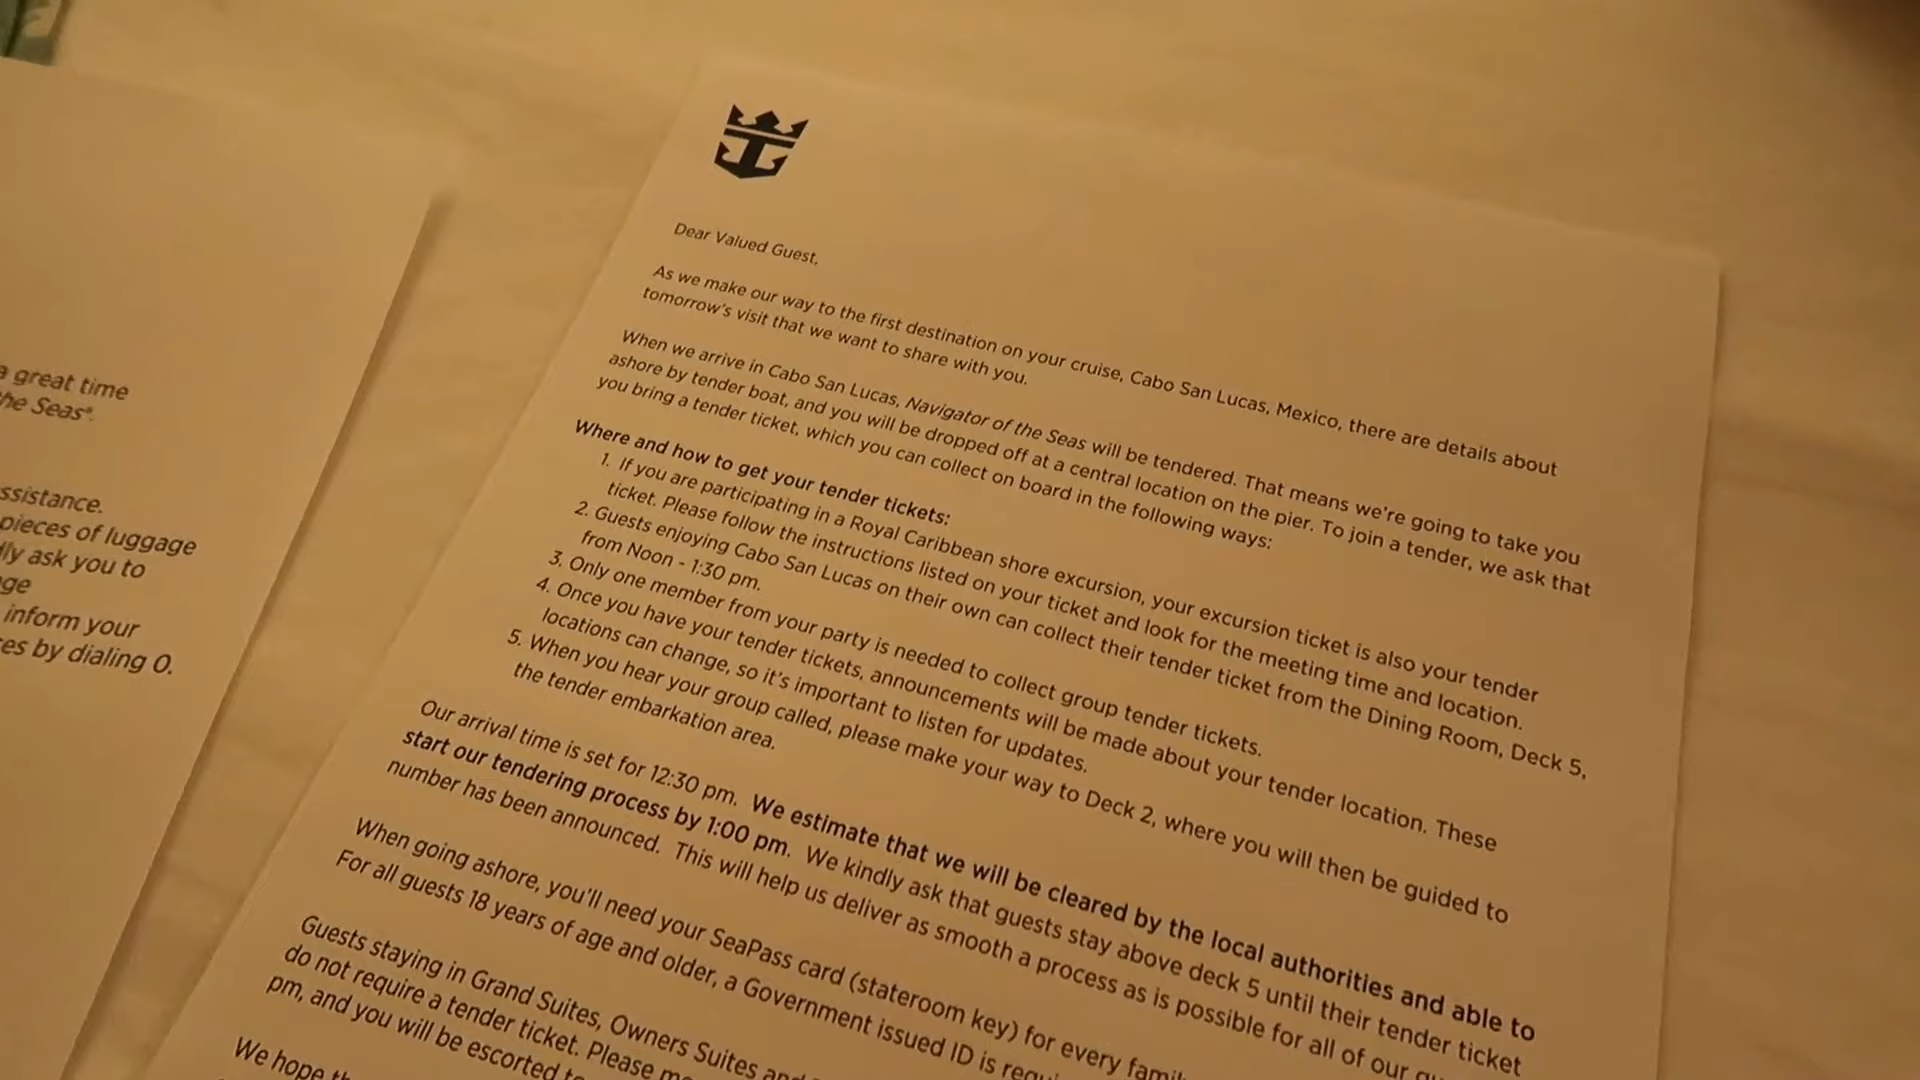 a great time
the Seas®.
ssistance.
pieces of luggage
lly ask you to
ge
inform your
es by dialing 0.
Dear Valued Guest,
As we make our way to the first destination on your cruise, Cabo San Lucas, Mexico, there are details about
tomorrow's visit that we want to share with you.
When we arrive in Cabo San Lucas, Navigator of the Seas will be tendered. That means we're going to take you
ashore by tender boat, and you will be dropped off at a central location on the pier. To join a tender, we ask that
you bring a tender ticket, which you can collect on board in the following ways:
Where and how to get your tender tickets:
1. If you are participating in a Royal Caribbean shore excursion, your excursion ticket is also your tender
ticket. Please follow the instructions listed on your ticket and look for the meeting time and location.
2. Guests enjoying Cabo San Lucas on their own can collect their tender ticket from the Dining Room, Deck 5,
from Noon - 1:30 pm.
3. Only one member from your party is needed to collect group tender tickets.
4. Once you have your tender tickets, announcements will be made about your tender location. These
locations can change, so it's important to listen for updates.
5. When you hear your group called, please make your way to Deck 2, where you will then be guided to
the tender embarkation area.
Our arrival time is set for 12:30 pm. We estimate that we will be cleared by the local authorities and able to
start our tendering process by 1:00 pm. We kindly ask that guests stay above deck 5 until their tender ticket
number has been announced. This will help us deliver as smooth a process as is possible for all of our
When going ashore, you'll need your SeaPass card (stateroom key) for every
For all guests 18 years of age and older, a Government issued ID is
Guests staying in Grand Suites, Owners Suites and
do not require a tender ticket. Please
pm, and you will be escorted
We hope